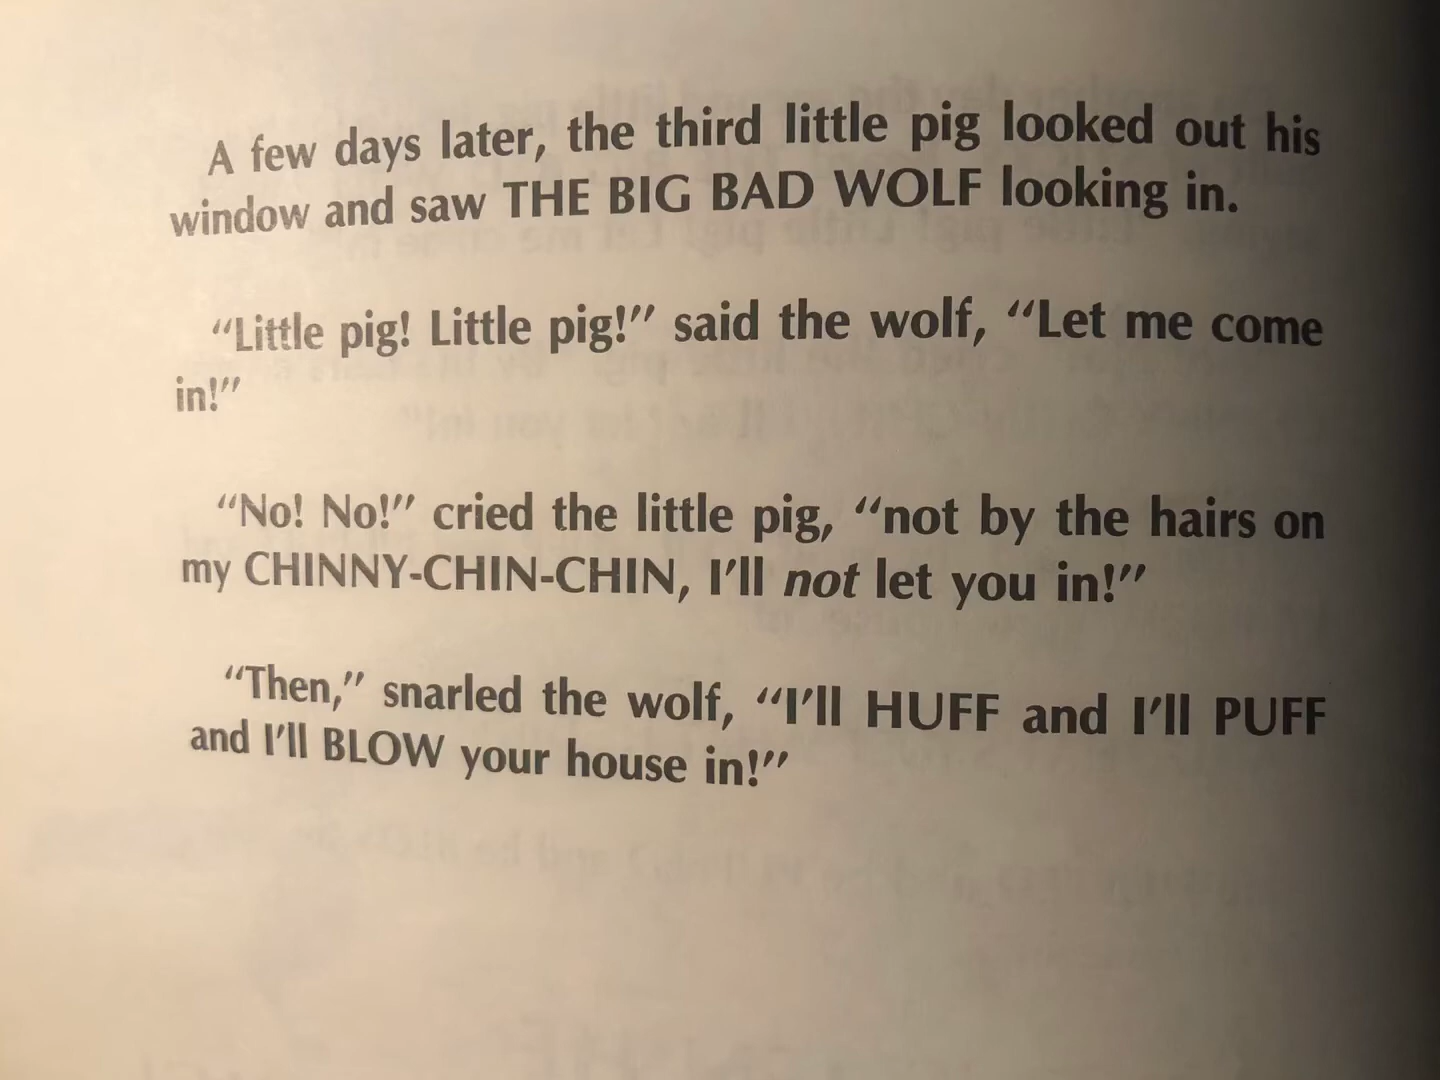 A few days later, the third little pig looked out his
window and saw THE BIG BAD WOLF looking in.
“Little pig! Little pig!” said the wolf, “Let me come
in!”
“No! No!” cried the little pig, “not by the hairs on
my CHINNY-CHIN-CHIN, I’ll not let you in!”
“Then,” snarled the wolf, “I’ll HUFF and I’ll PUFF
and I’ll BLOW your house in!”